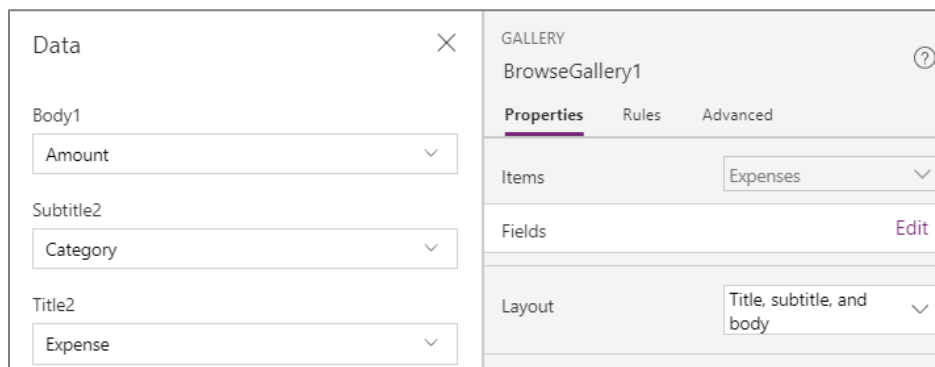 Data
Body1
Amount
Subtitle2
Category
Title2
Expense
GALLERY
BrowseGallery1
?
Properties Rules Advanced
Items Expenses
Fields Edit
Layout Title, subtitle, and
body